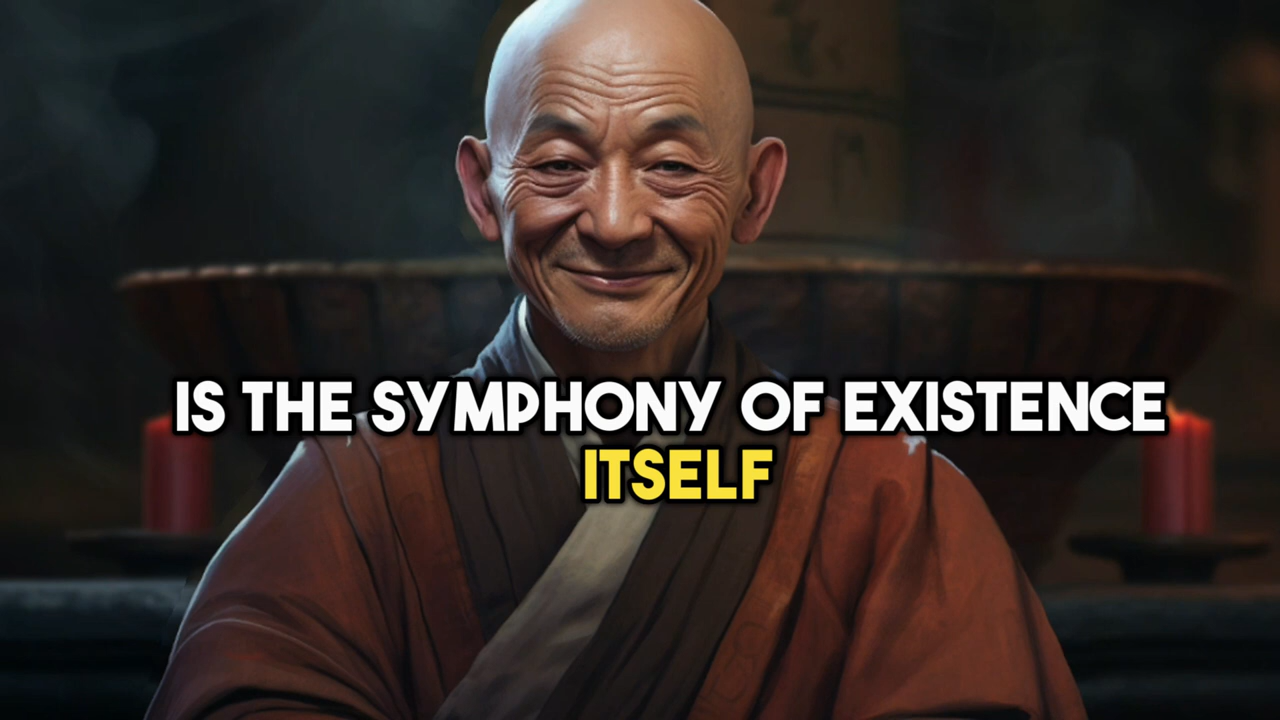 IS THE SYMPHONY OF EXISTENCE
ITSELF